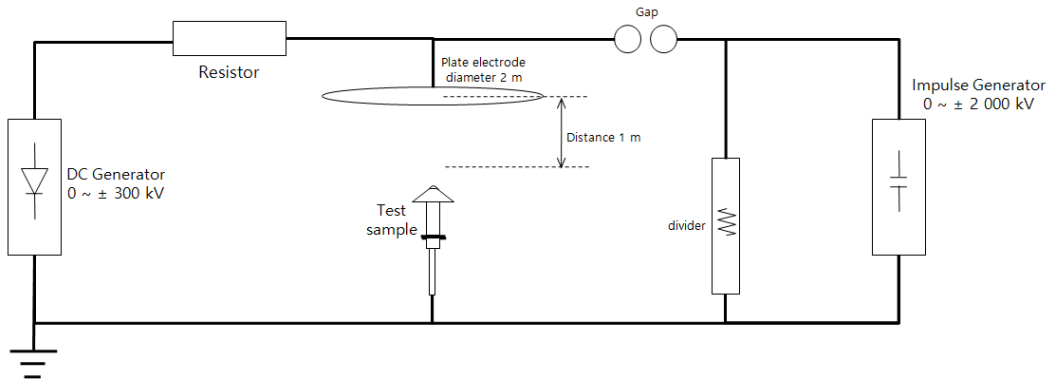 Gap
Resistor
Plate electrode
diameter 2 m
Impulse Generator
0 ~ ± 2 000 kV
Distance 1 m
DC Generator
0 ~ ± 300 kV
Test
sample
divider